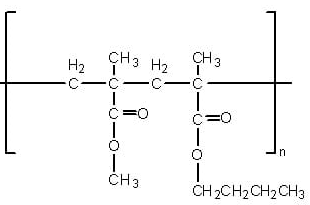 H2 CH3 H2 CH3
C C C C
C=O C=O
O O
CH3 CH2CH2CH2CH3
n